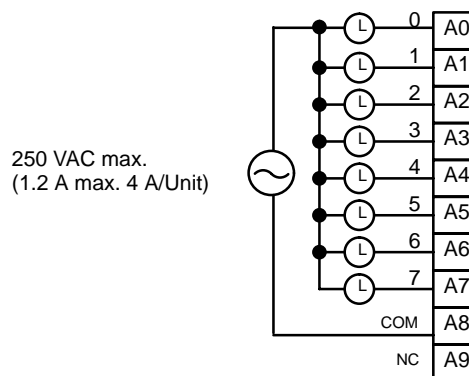 L 0 A0
L 1 A1
L 2 A2
L 3 A3
250 VAC max.
(1.2 A max. 4 A/Unit)
L 4 A4
L 5 A5
L 6 A6
L 7 A7
COM A8
NC A9